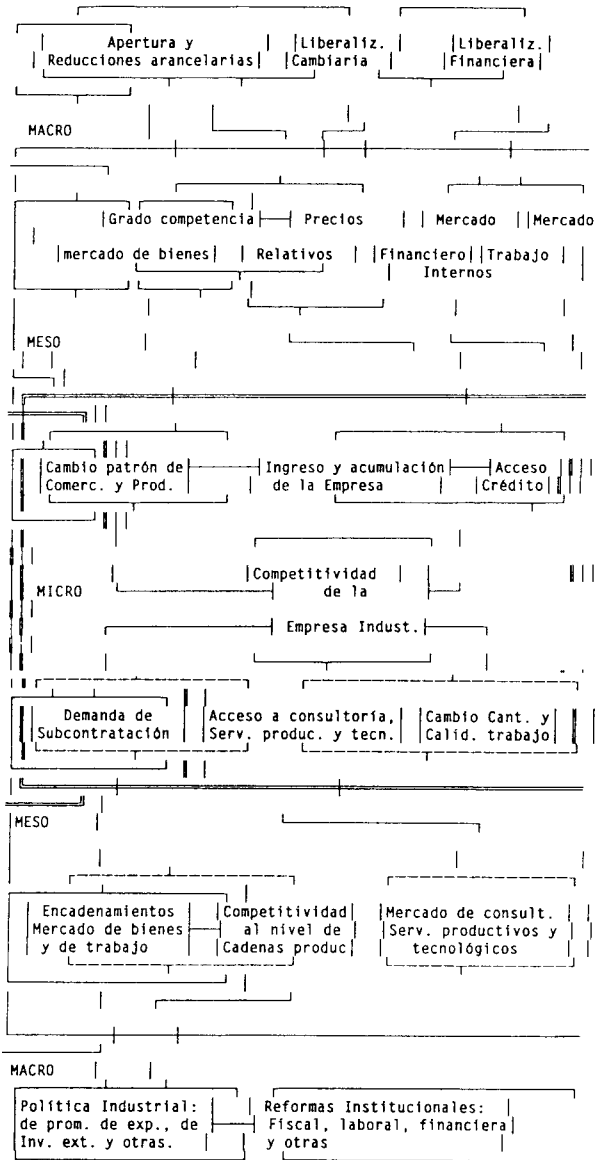 Apertura y Liberaliz. Liberaliz.
Reducciones arancelarias Cambiaria Financiera
MACRO
Grado competencia Precios Mercado Mercado
mercado de bienes Relativos Financiero Trabajo
Internos
MESO
Cambio patrón de Ingreso y acumulación Acceso
Comerc. y Prod. de la Empresa Crédito
Competitividad
MICRO de la
Empresa Indust.
Demanda de Acceso a consultoría, Cambio Cant. y
Subcontratación Serv. produc. y tecn. Calid. trabajo
MESO
Encadenamientos Competitividad Mercado de consult.
Mercado de bienes al nivel de Serv. productivos y
y de trabajo Cadenas produc tecnológicos
MACRO
Política Industrial: Reformas Institucionales:
de prom. de exp., de Fiscal, laboral, financiera
Inv. ext. y otras. y otras